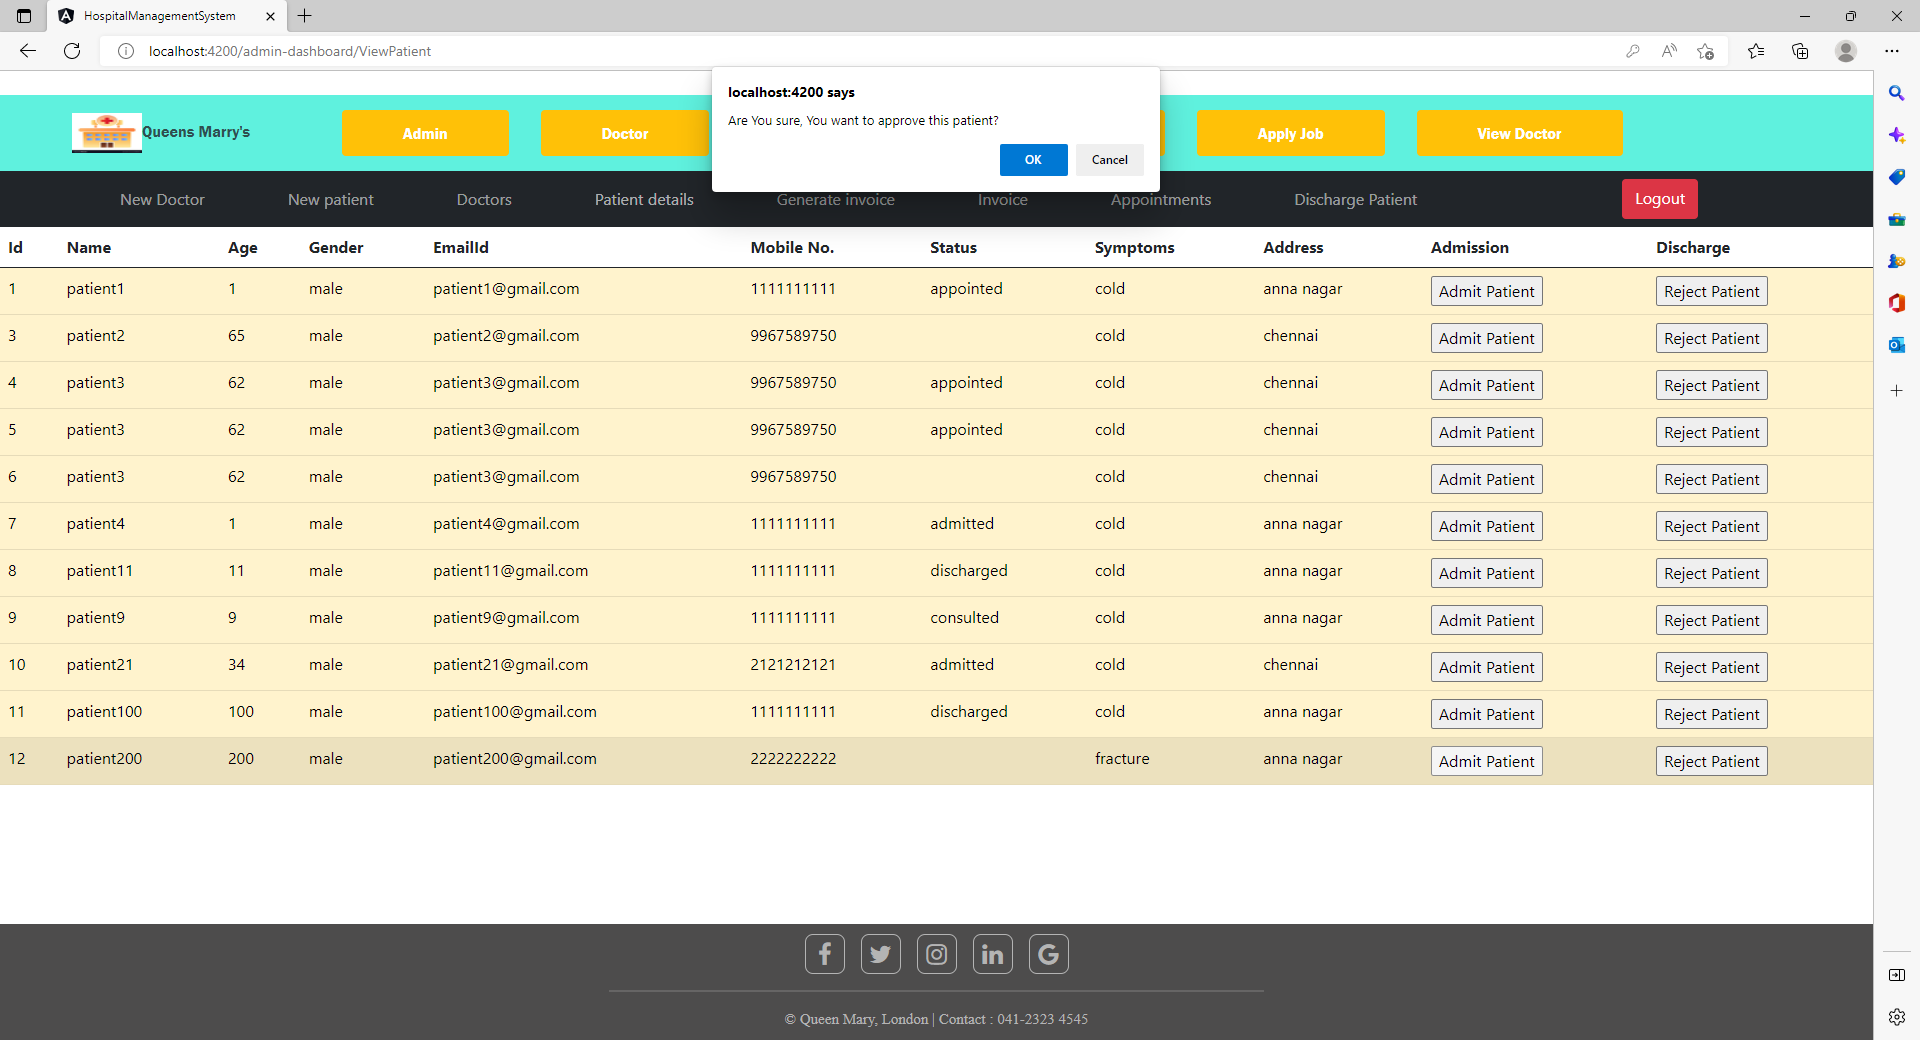 HospitalManagementSystem
localhost:4200/admin-dashboard/ViewPatient
localhost:4200 says
Are You sure, You want to approve this patient?
OK Cancel
Queens Marry's Admin Doctor Apply Job View Doctor
New Doctor New patient Doctors Patient details Generate invoice Invoice Appointments Discharge Patient Logout
Id Name Age Gender EmailId Mobile No. Status Symptoms Address Admission Discharge
1 patient1 1 male patient1@gmail.com 1111111111 appointed cold anna nagar Admit Patient Reject Patient
3 patient2 65 male patient2@gmail.com 9967589750 cold chennai Admit Patient Reject Patient
4 patient3 62 male patient3@gmail.com 9967589750 appointed cold chennai Admit Patient Reject Patient
5 patient3 62 male patient3@gmail.com 9967589750 appointed cold chennai Admit Patient Reject Patient
6 patient3 62 male patient3@gmail.com 9967589750 cold chennai Admit Patient Reject Patient
7 patient4 1 male patient4@gmail.com 1111111111 admitted cold anna nagar Admit Patient Reject Patient
8 patient11 11 male patient11@gmail.com 1111111111 discharged cold anna nagar Admit Patient Reject Patient
9 patient9 9 male patient9@gmail.com 1111111111 consulted cold anna nagar Admit Patient Reject Patient
10 patient21 34 male patient21@gmail.com 2121212121 admitted cold chennai Admit Patient Reject Patient
11 patient100 100 male patient100@gmail.com 1111111111 discharged cold anna nagar Admit Patient Reject Patient
12 patient200 200 male patient200@gmail.com 2222222222 fracture anna nagar Admit Patient Reject Patient
© Queen Mary, London | Contact : 041-2323 4545